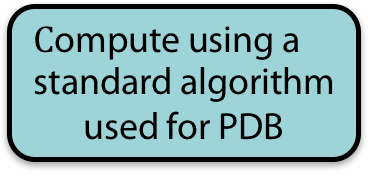 Compute using a
standard algorithm
used for PDB